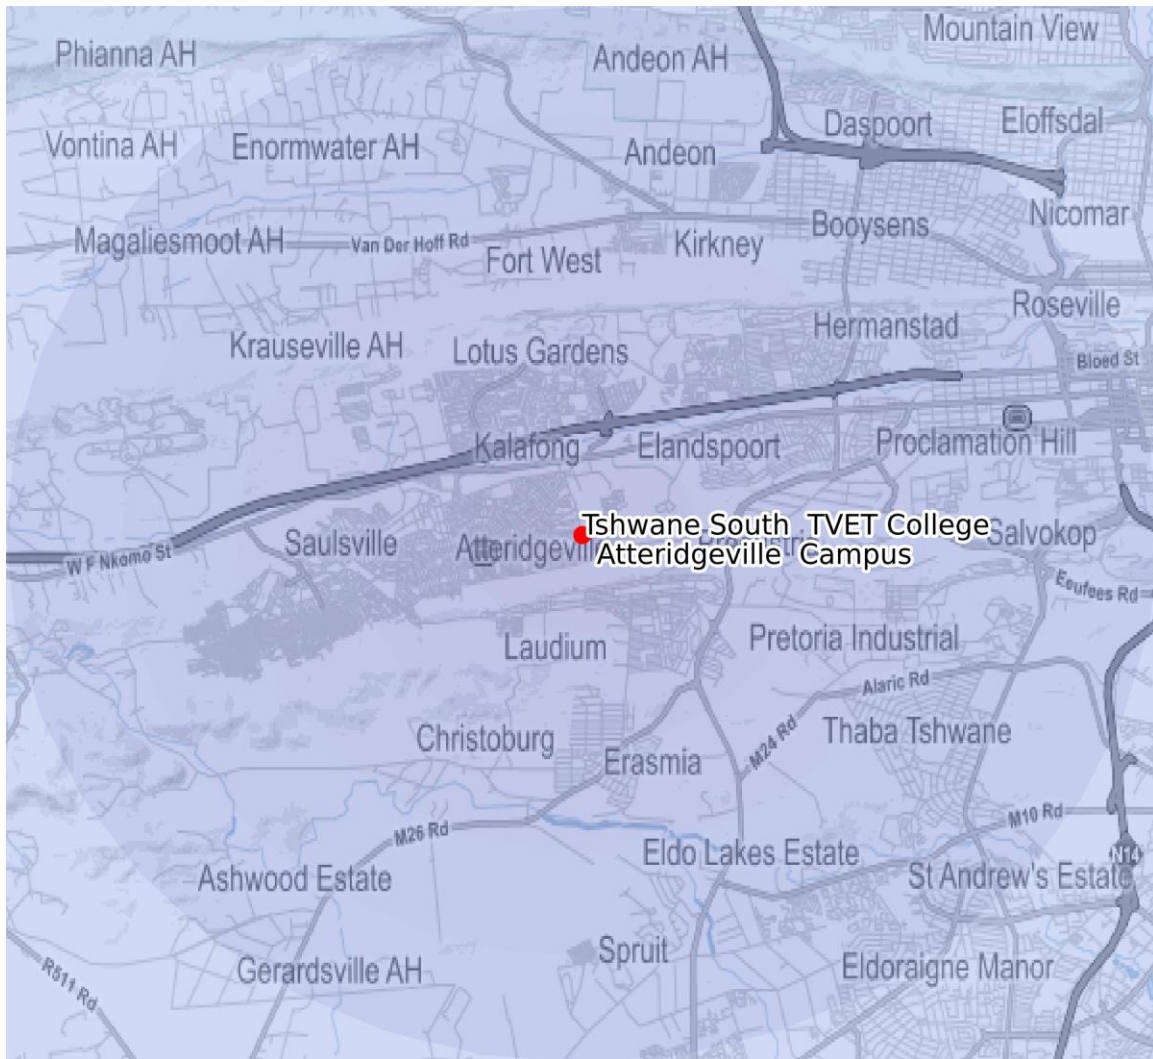 Mountain View
Phianna AH
Andeon AH
Daspoort
Eloffsdal
Vontina AH
Enormwater AH
Andeon
Nicomar
Booysens
Magaliesmoot AH
Van Der Hoff Rd
Kirkney
Fort West
Roseville
Hermanstad
Krauseville AH
Lotus Gardens
Bloed St
Kalafong
Elandspoort
Proclamation Hill
Tshwane South TVET College
Atteridgeville Campus
Salvokop
Saulsville
Atteridgeville
W F Nkomo St
Eeufees Rd
Laudium
Pretoria Industrial
Alaric Rd
Christoburg
Thaba Tshwane
M24 Rd
Erasmia
M10 Rd
M26 Rd
Eldo Lakes Estate
N14
Ashwood Estate
St Andrew's Estate
Spruit
Gerardsville AH
Eldoraigne Manor
R511 Rd